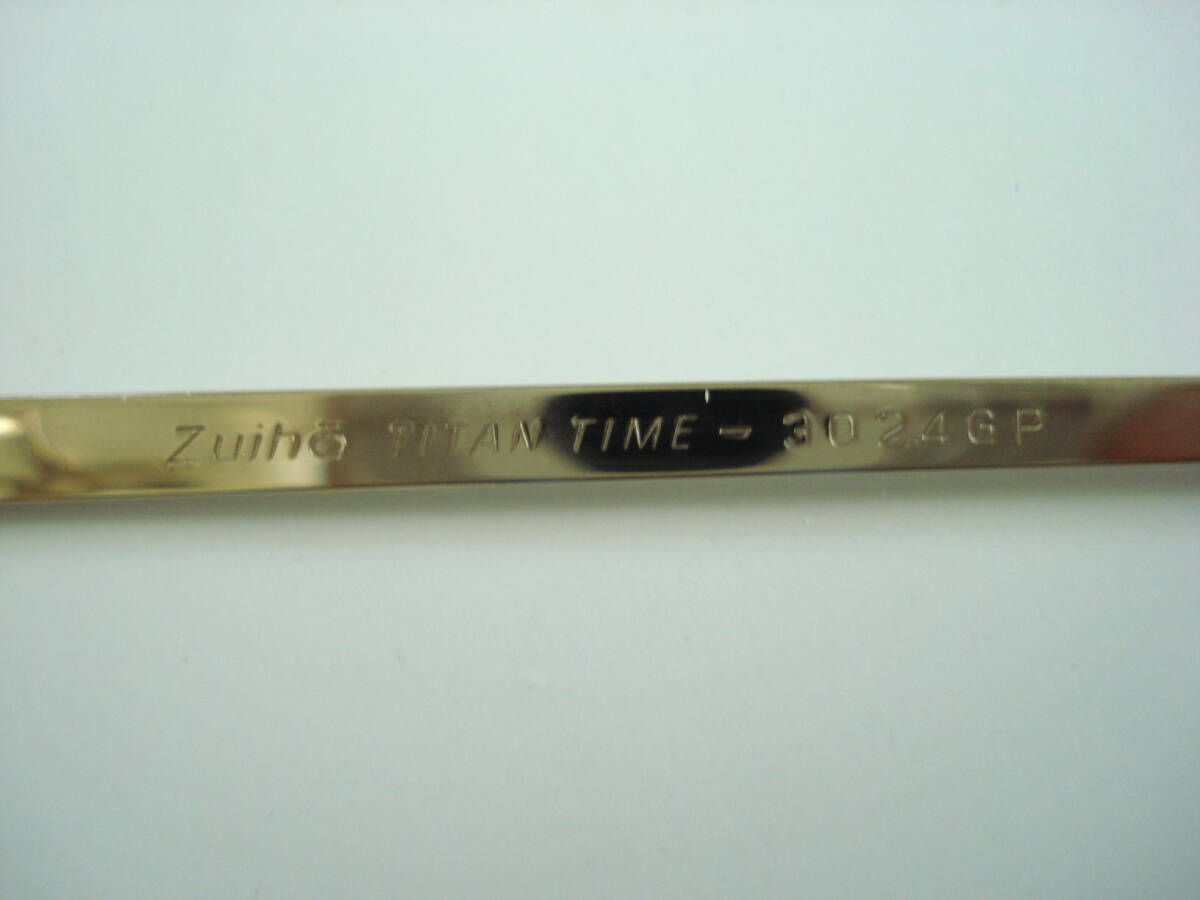 Zuihō TITAN TIME - 3024GP